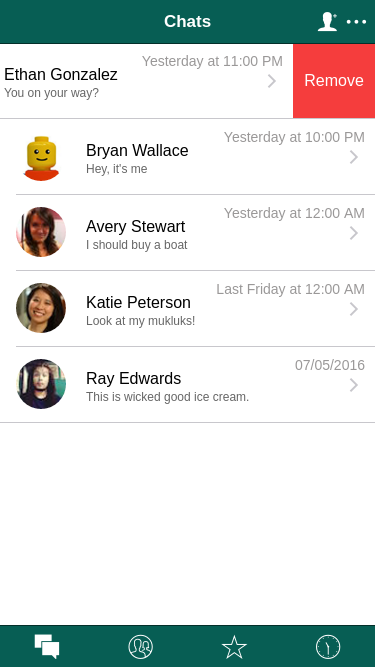 Chats
Yesterday at 11:00 PM
Ethan Gonzalez
You on your way?
Remove
Yesterday at 10:00 PM
Bryan Wallace
Hey, it's me
Yesterday at 12:00 AM
Avery Stewart
I should buy a boat
Last Friday at 12:00 AM
Katie Peterson
Look at my mukluks!
07/05/2016
Ray Edwards
This is wicked good ice cream.